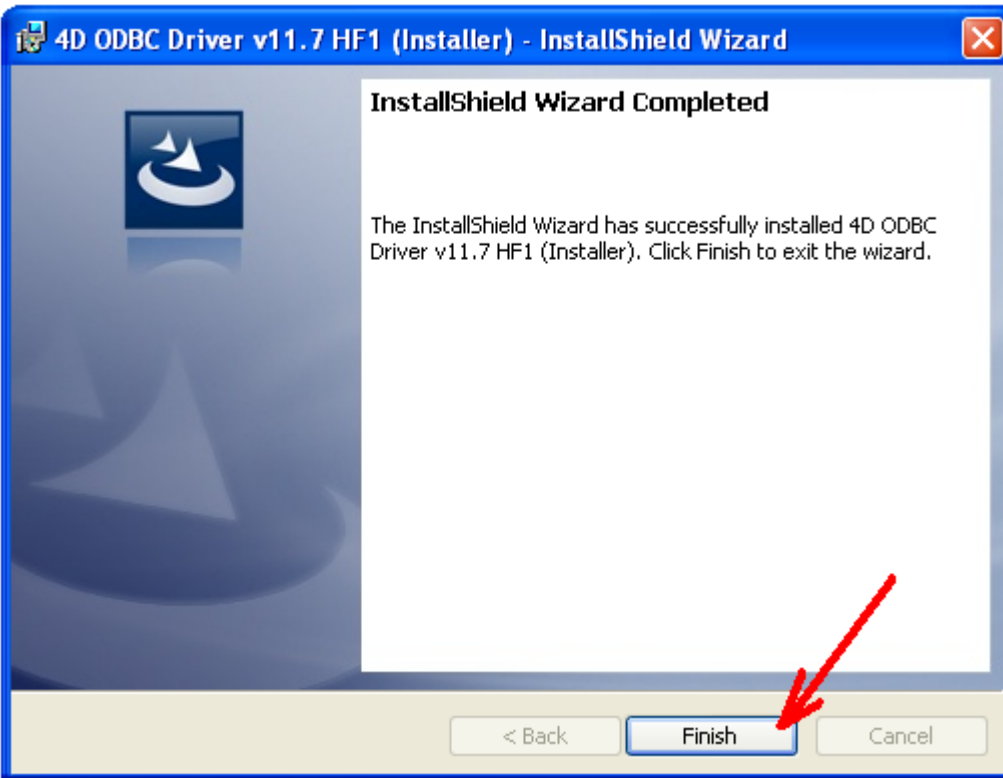 4D ODBC Driver v11.7 HF1 (Installer) - InstallShield Wizard
InstallShield Wizard Completed
The InstallShield Wizard has successfully installed 4D ODBC
Driver v11.7 HF1 (Installer). Click Finish to exit the wizard.
< Back Finish Cancel